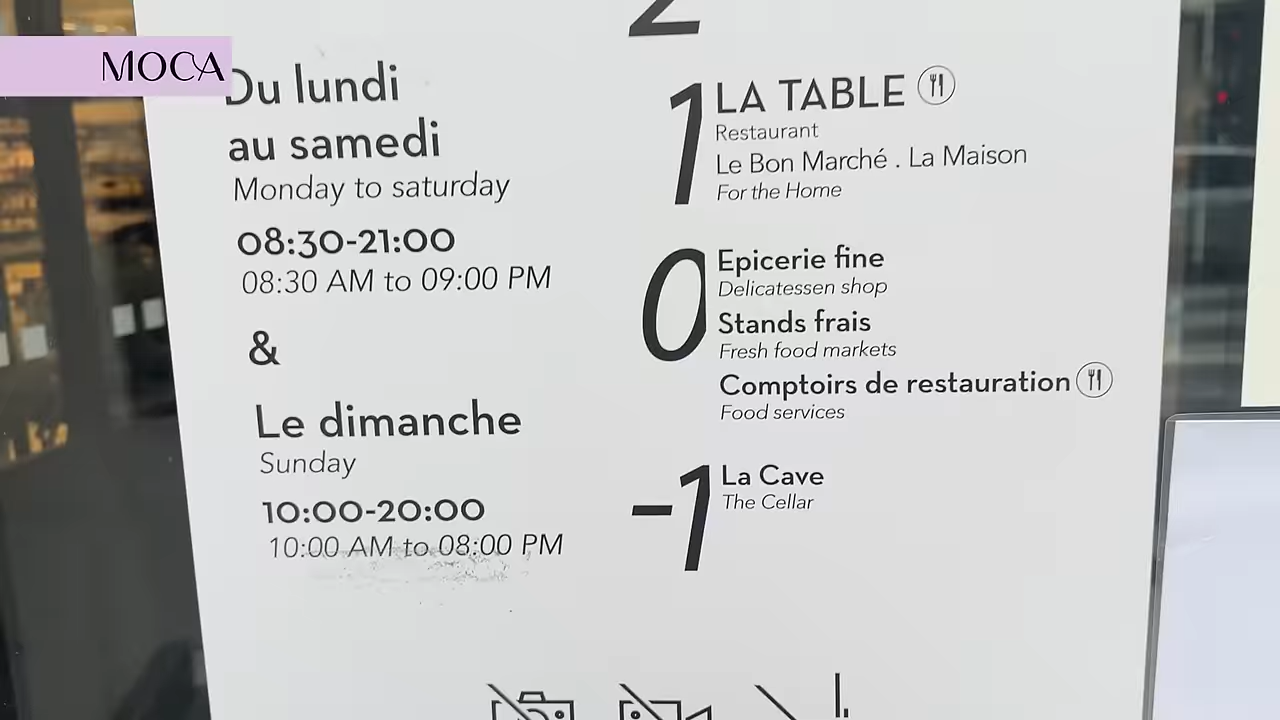 MOCA
Du lundi
au samedi
Monday to saturday
08:30-21:00
08:30 AM to 09:00 PM
&
Le dimanche
Sunday
10:00-20:00
10:00 AM to 08:00 PM
2
1
LA TABLE
Restaurant
Le Bon Marché . La Maison
For the Home
0
Epicerie fine
Delicatessen shop
Stands frais
Fresh food markets
Comptoirs de restauration
Food services
-1
La Cave
The Cellar